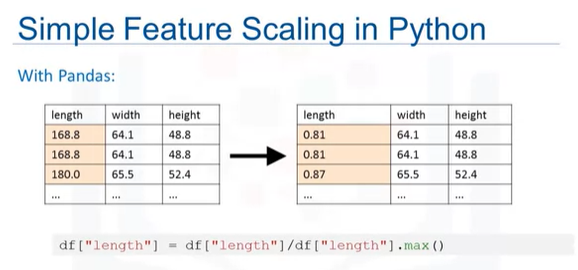 Simple Feature Scaling in Python
With Pandas:
length width height
168.8 64.1 48.8
168.8 64.1 48.8
180.0 65.5 52.4
... ... ...
length width height
0.81 64.1 48.8
0.81 64.1 48.8
0.87 65.5 52.4
... ... ...
df["length"] = df["length"]/df["length"].max()